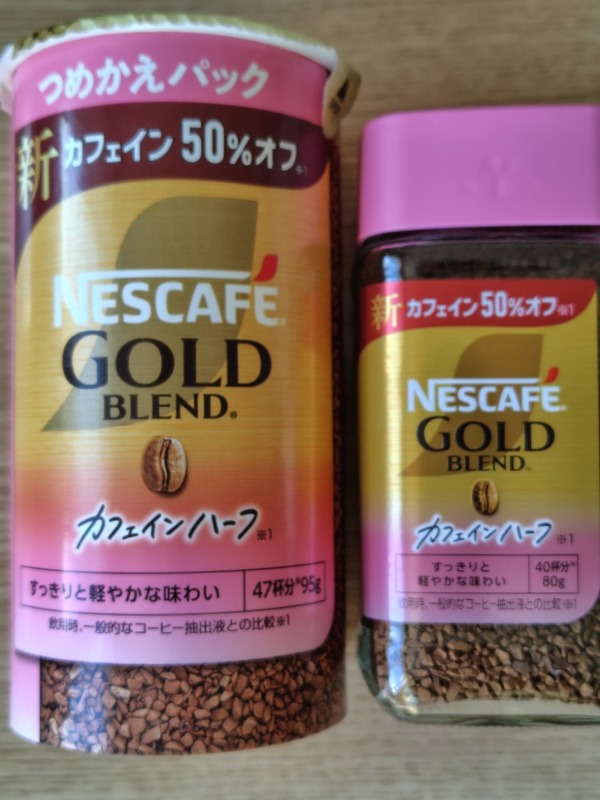 つめかえパック
新 カフェイン50%オフ※1
NESCAFÉ®
GOLD
BLEND®
カフェインハーフ※1
すっきりと軽やかな味わい 47杯分※ 95g
飲用時、一般的なコーヒー抽出液との比較※1
新 カフェイン50%オフ※1
NESCAFÉ®
GOLD
BLEND®
カフェインハーフ※1
すっきりと
軽やかな味わい
40杯分※
80g
飲用時、一般的なコーヒー抽出液との比較※1